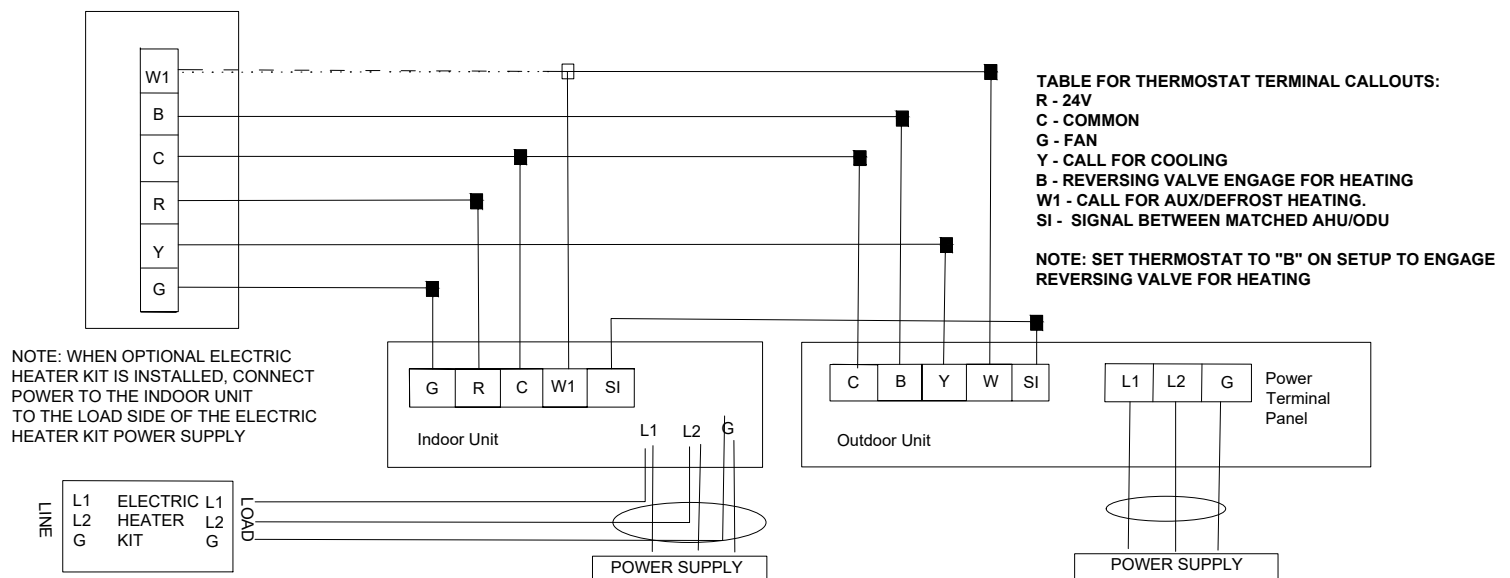 W1
B
C
R
Y
G
TABLE FOR THERMOSTAT TERMINAL CALLOUTS:
R - 24V
C - COMMON
G - FAN
Y - CALL FOR COOLING
B - REVERSING VALVE ENGAGE FOR HEATING
W1 - CALL FOR AUX/DEFROST HEATING.
SI - SIGNAL BETWEEN MATCHED AHU/ODU
NOTE: SET THERMOSTAT TO "B" ON SETUP TO ENGAGE
REVERSING VALVE FOR HEATING
NOTE: WHEN OPTIONAL ELECTRIC
HEATER KIT IS INSTALLED, CONNECT
POWER TO THE INDOOR UNIT
TO THE LOAD SIDE OF THE ELECTRIC
HEATER KIT POWER SUPPLY
G R C W1 SI
Indoor Unit
L1 L2 G
C B Y W SI
Outdoor Unit
L1 L2 G
Power
Terminal
Panel
LINE
L1 ELECTRIC L1
L2 HEATER L2
G KIT G
LOAD
POWER SUPPLY
POWER SUPPLY